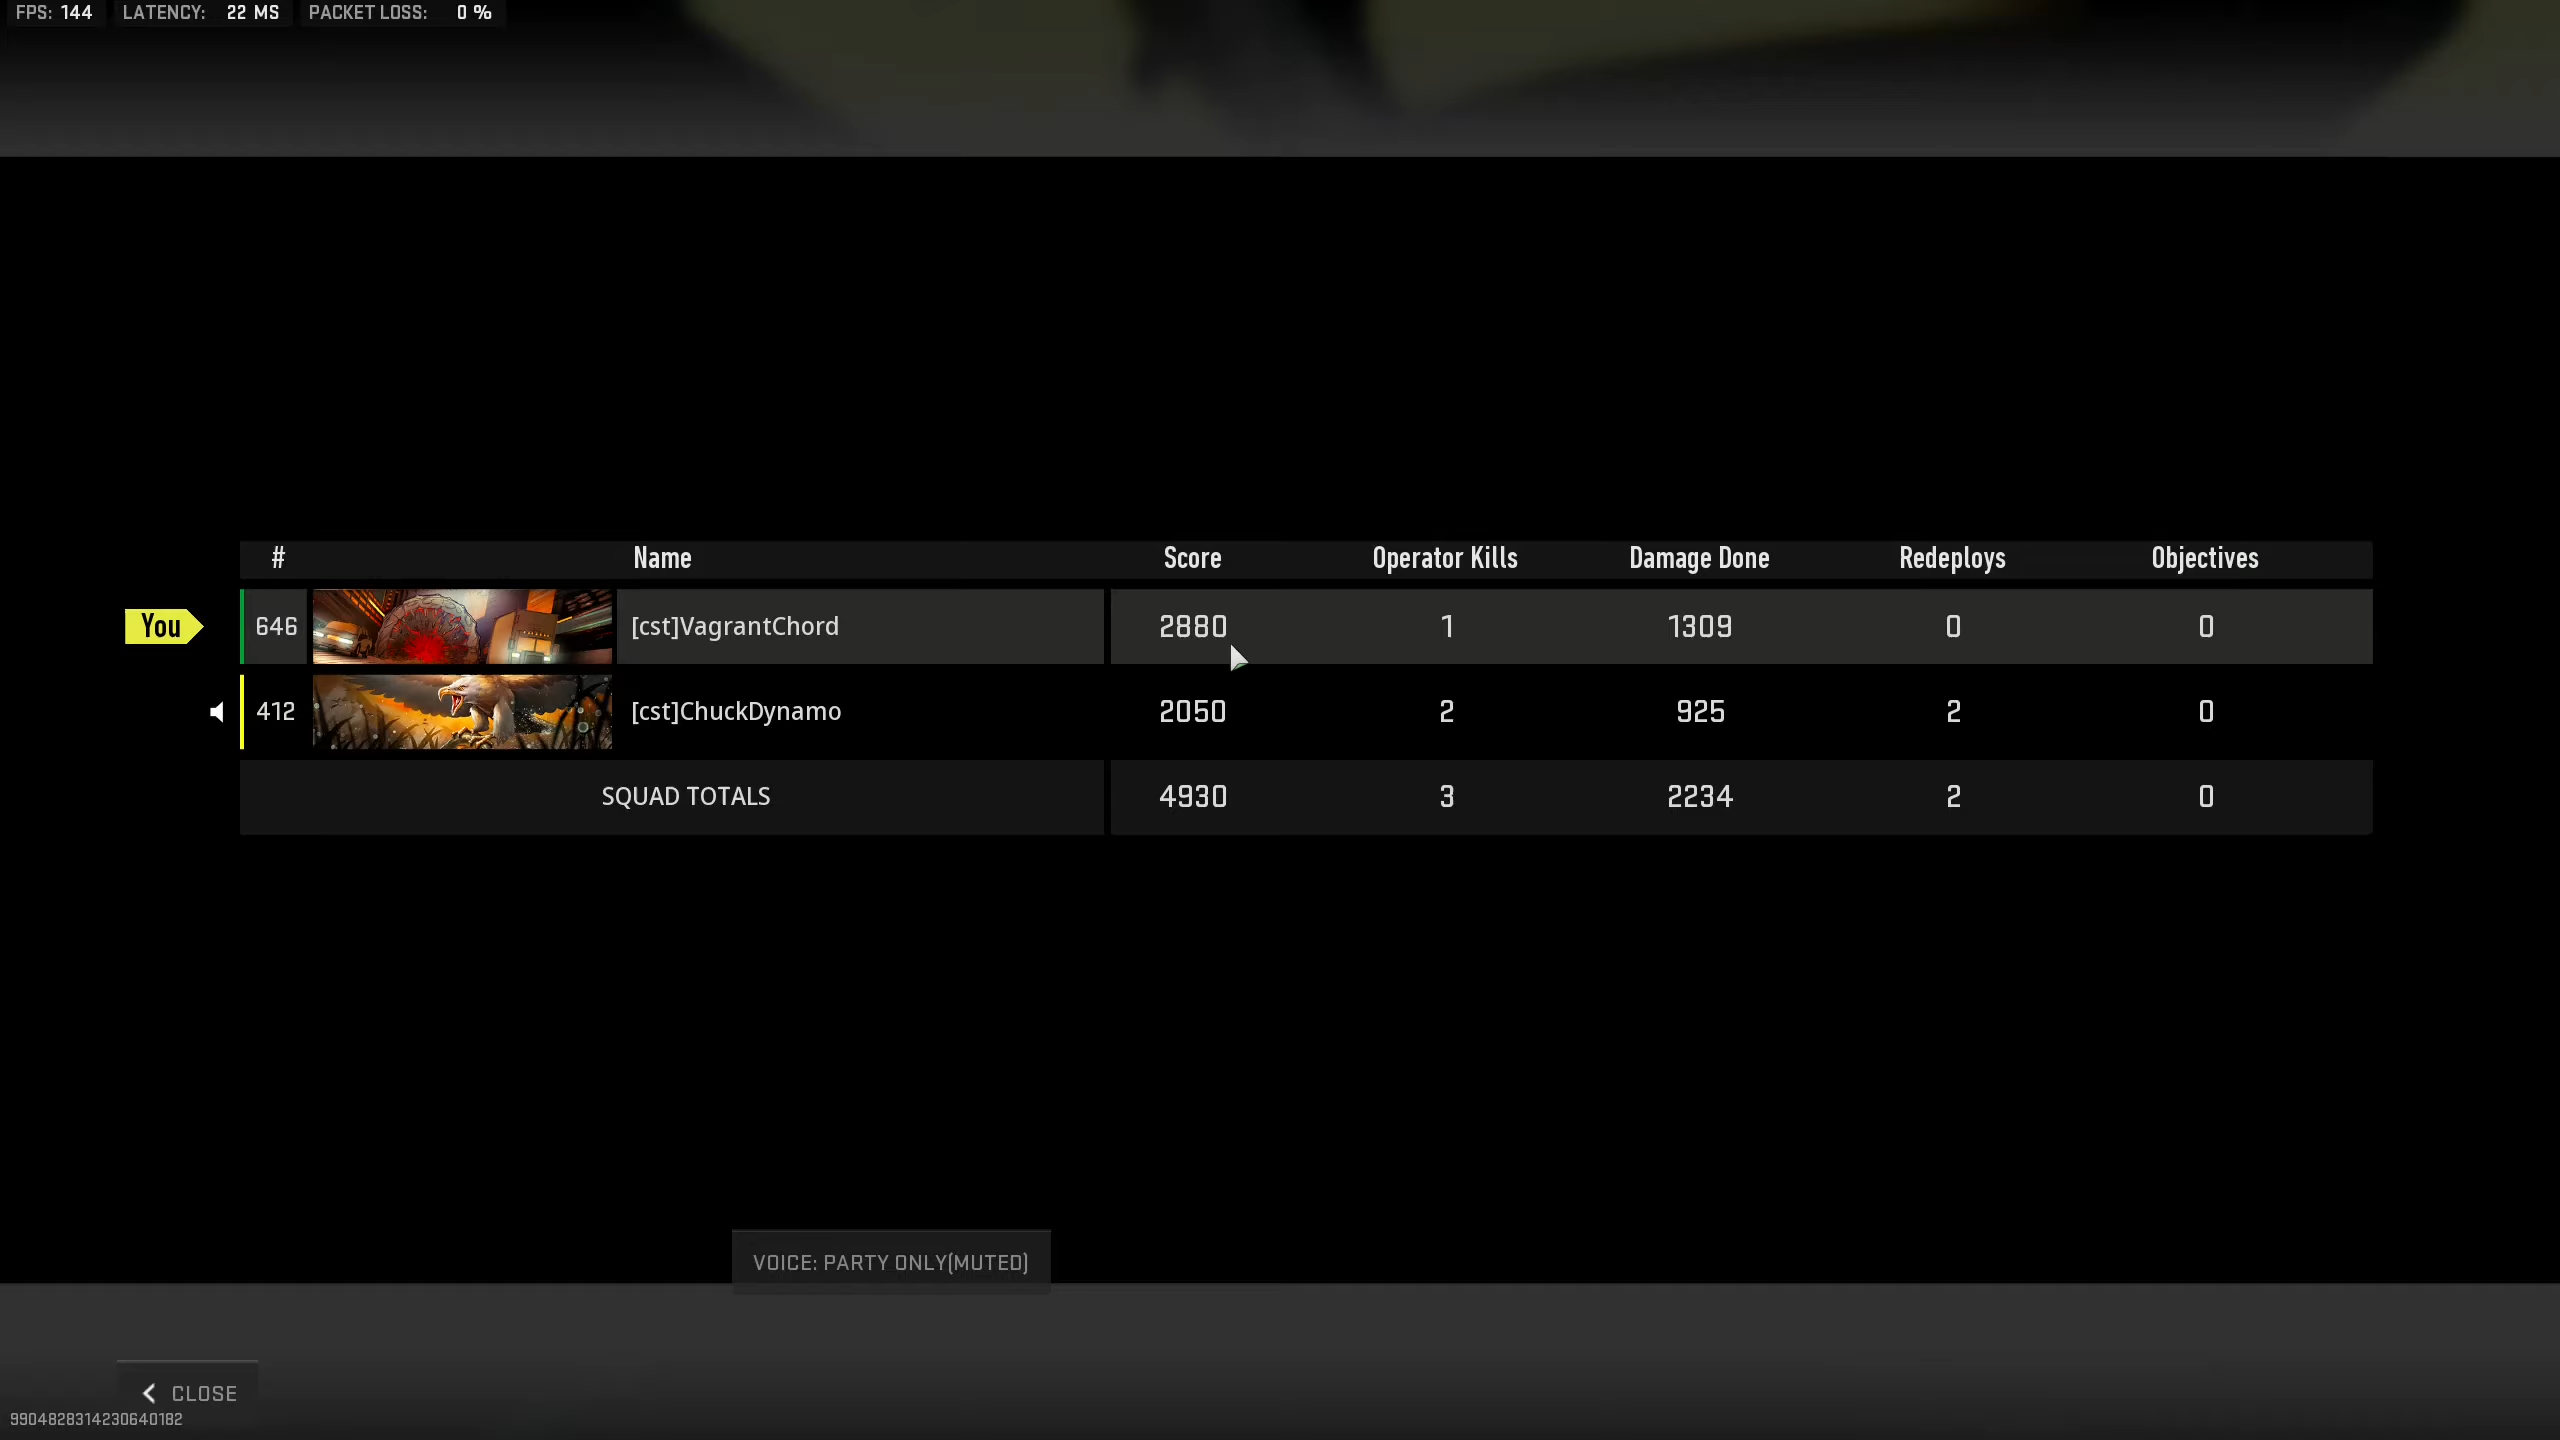 FPS: 144 LATENCY: 22 MS PACKET LOSS: 0 %
# Name Score Operator Kills Damage Done Redeploys Objectives
You 646 [cst]VagrantChord 2880 1 1309 0 0
412 [cst]ChuckDynamo 2050 2 925 2 0
SQUAD TOTALS 4930 3 2234 2 0
VOICE: PARTY ONLY(MUTED)
CLOSE
9904828314230640182